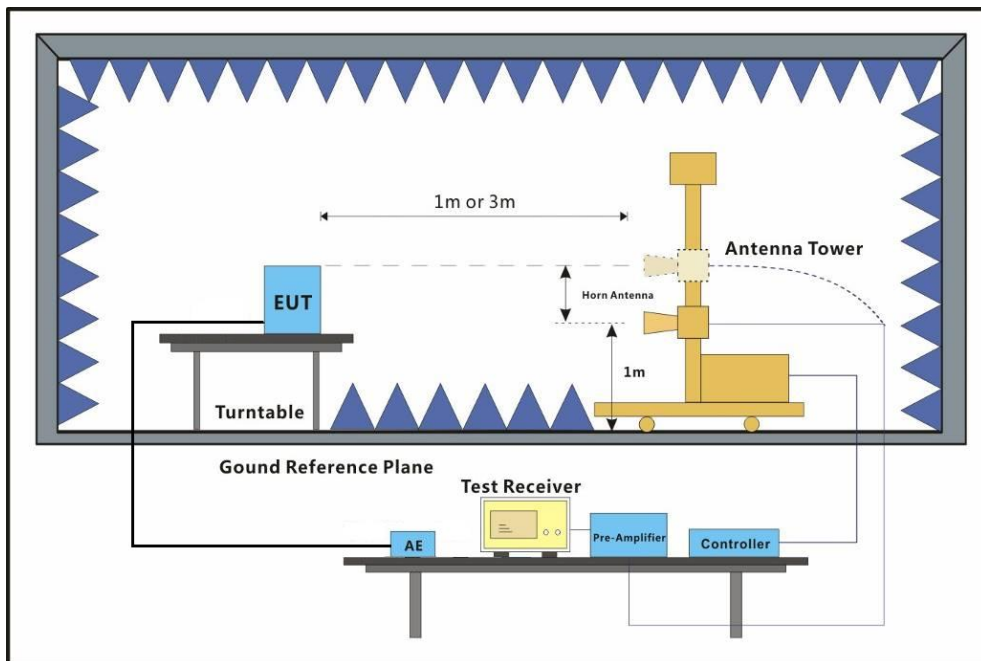 1m or 3m
Antenna Tower
EUT
Horn Antenna
1m
Turntable
Gound Reference Plane
Test Receiver
AE
Pre-Amplifier
Controller